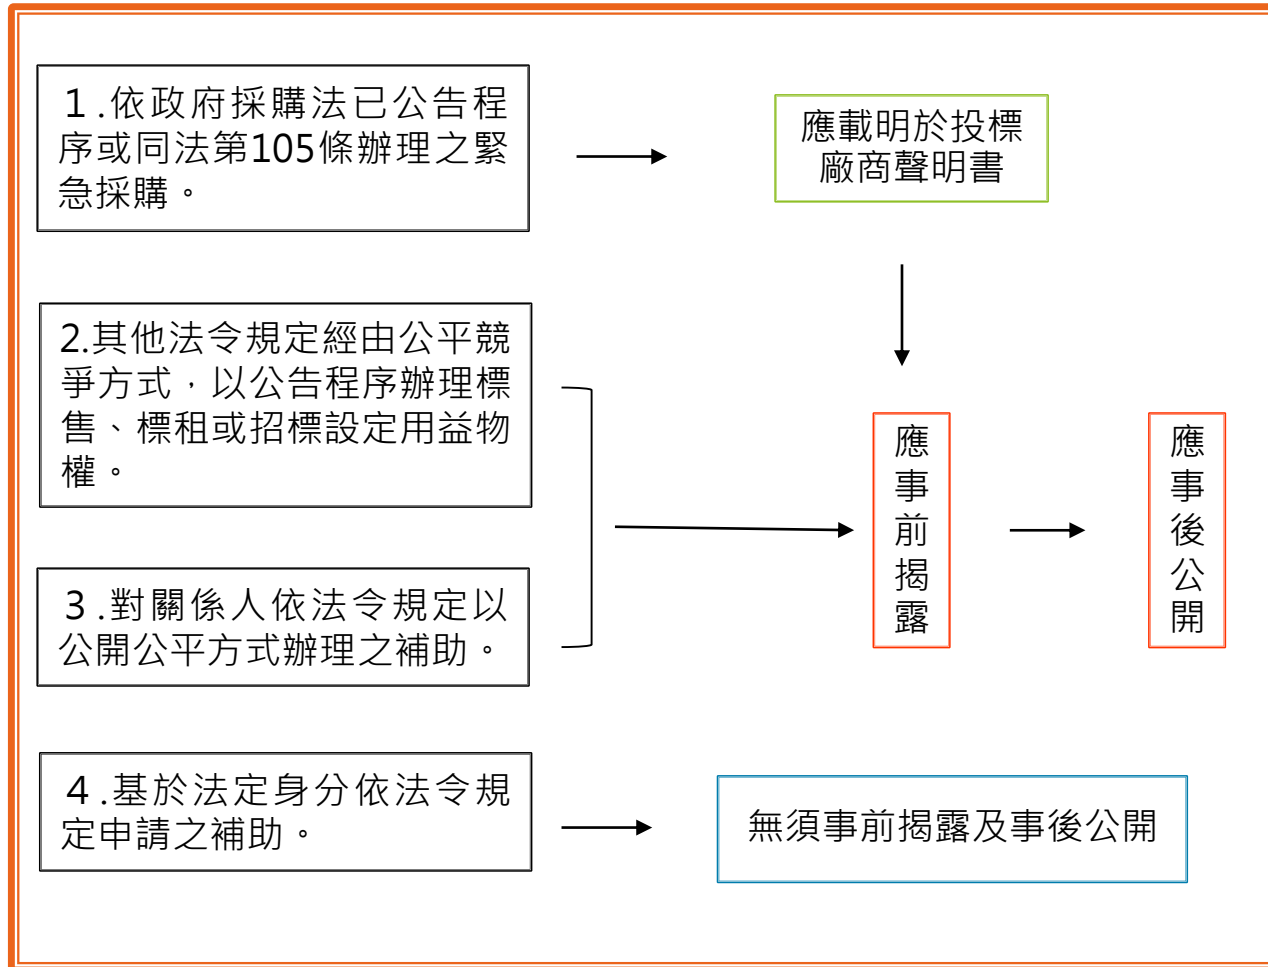 １.依政府採購法已公告程
序或同法第105條辦理之緊
急採購。
應載明於投標
廠商聲明書
2.其他法令規定經由公平競
爭方式，以公告程序辦理標
售、標租或招標設定用益物
權。
３.對關係人依法令規定以
公開公平方式辦理之補助。
應事前揭露
應事後公開
４.基於法定身分依法令規
定申請之補助。
無須事前揭露及事後公開